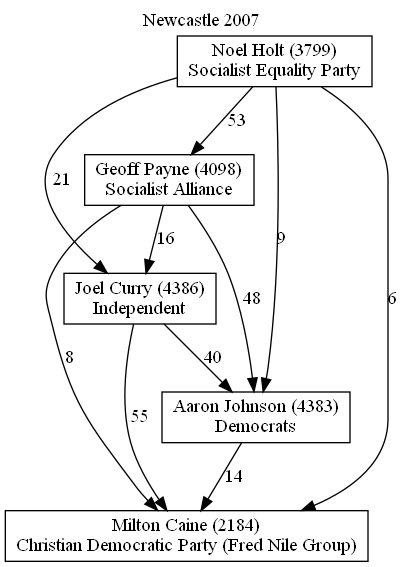 Newcastle 2007
Noel Holt (3799)
Socialist Equality Party
53
Geoff Payne (4098)
Socialist Alliance
21
16
9
Joel Curry (4386)
Independent
48
6
8
40
Aaron Johnson (4383)
Democrats
55
14
Milton Caine (2184)
Christian Democratic Party (Fred Nile Group)